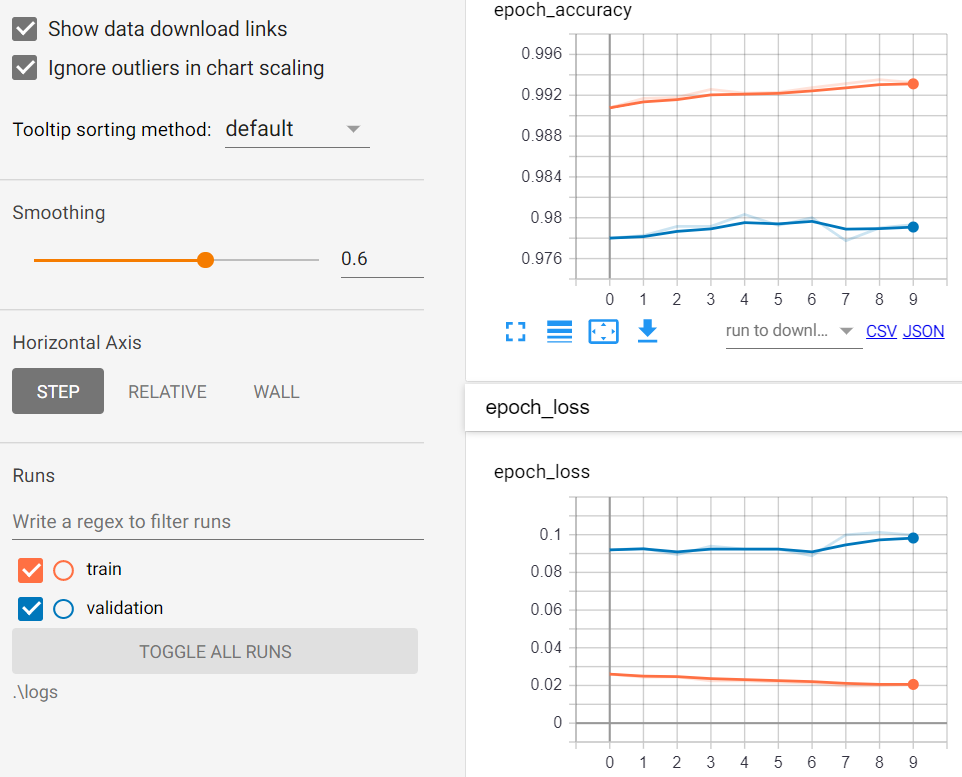 Show data download links
Ignore outliers in chart scaling
Tooltip sorting method: default
Smoothing
0.6
Horizontal Axis
STEP RELATIVE WALL
Runs
Write a regex to filter runs
train
validation
TOGGLE ALL RUNS
.\logs
epoch_accuracy
0.996
0.992
0.988
0.984
0.98
0.976
0 1 2 3 4 5 6 7 8 9
run to downl... CSV JSON
epoch_loss
epoch_loss
0.1
0.08
0.06
0.04
0.02
0
0 1 2 3 4 5 6 7 8 9